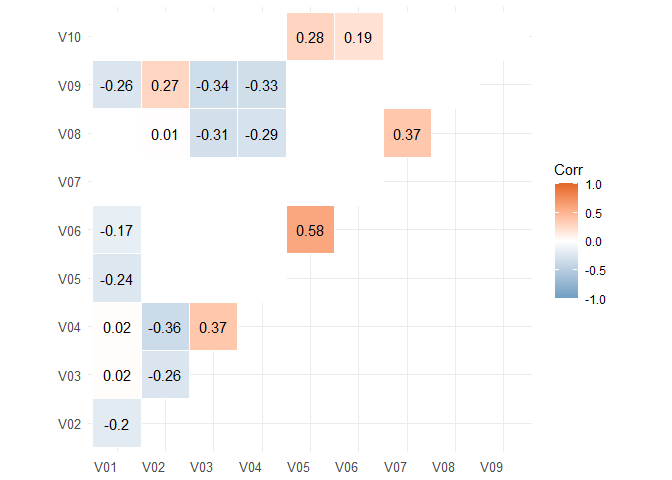 V10 0.28 0.19
V09 -0.26 0.27 -0.34 -0.33
V08 0.01 -0.31 -0.29 0.37
V07
V06 -0.17 0.58
V05 -0.24
V04 0.02 -0.36 0.37
V03 0.02 -0.26
V02 -0.2
V01 V02 V03 V04 V05 V06 V07 V08 V09
Corr
1.0
0.5
0.0
-0.5
-1.0